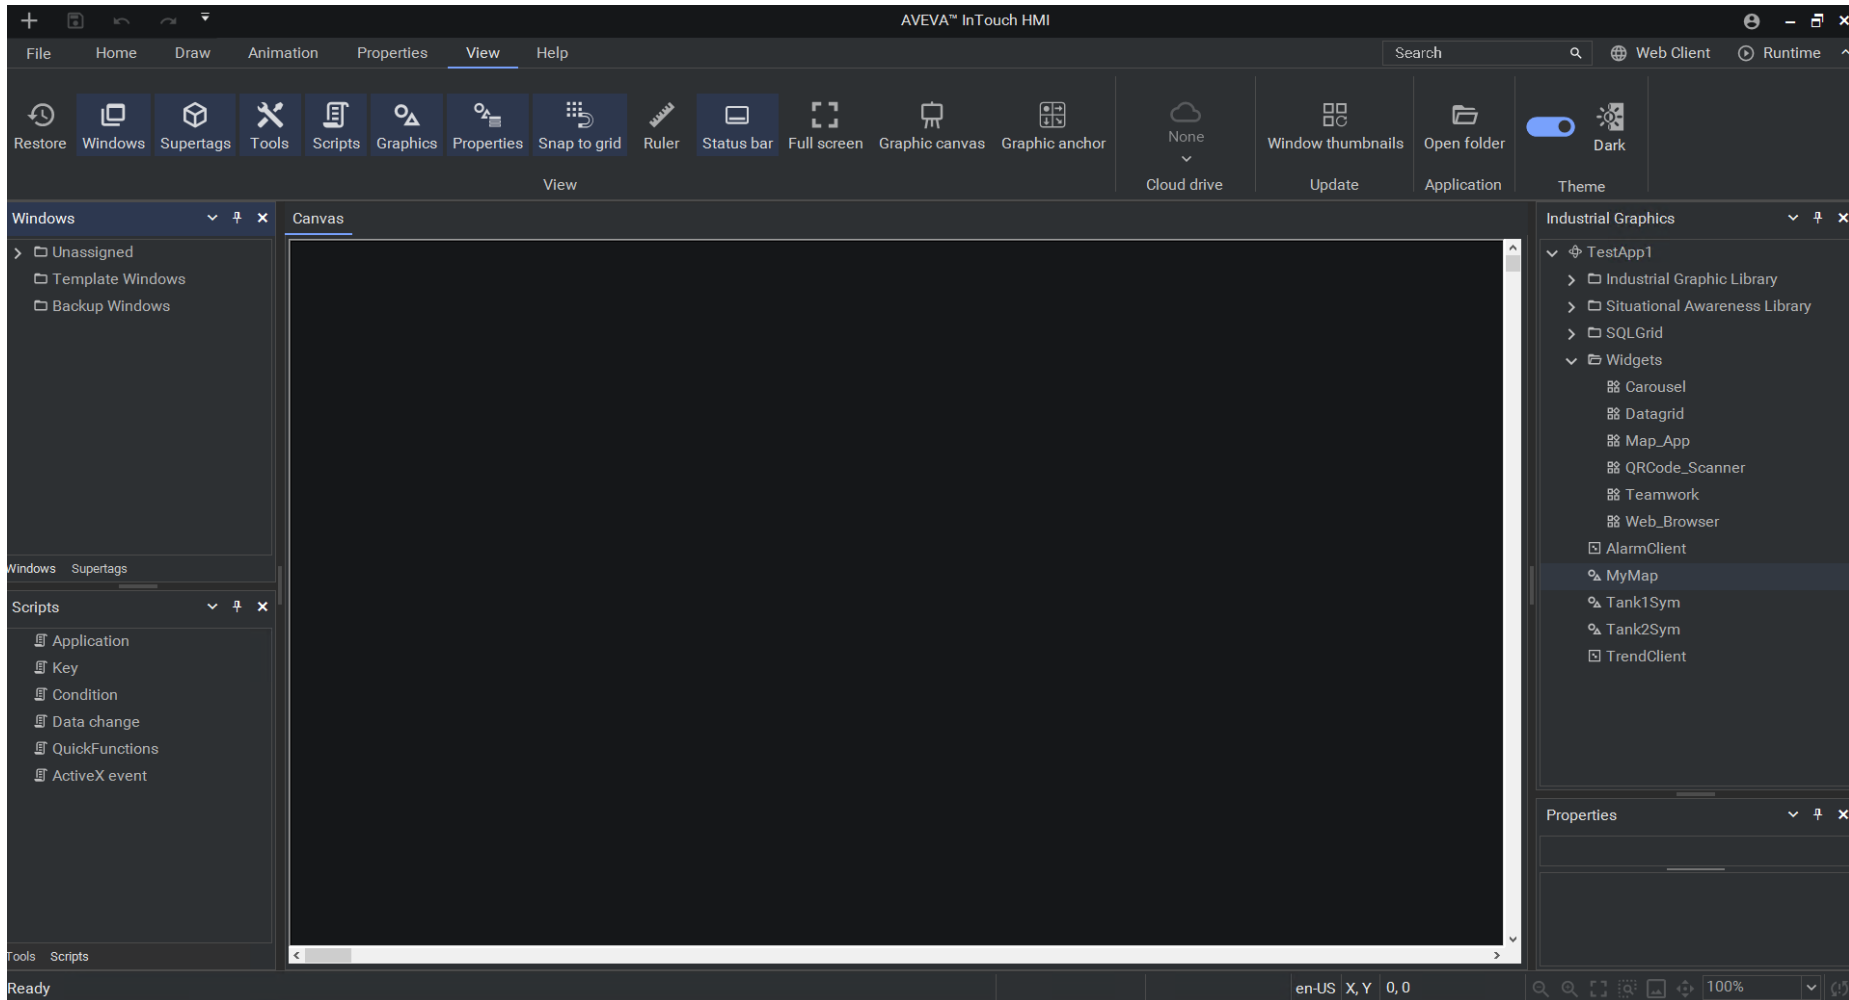 AVEVA™ InTouch HMI
File Home Draw Animation Properties View Help Search Web Client Runtime
Restore Windows Supertags Tools Scripts Graphics Properties Snap to grid Ruler Status bar Full screen Graphic canvas Graphic anchor None Window thumbnails Open folder Dark
View Cloud drive Update Application Theme
Windows
Unassigned
Template Windows
Backup Windows
Windows Supertags
Scripts
Application
Key
Condition
Data change
QuickFunctions
ActiveX event
Tools Scripts
Canvas
Industrial Graphics
TestApp1
Industrial Graphic Library
Situational Awareness Library
SQLGrid
Widgets
Carousel
Datagrid
Map_App
QRCode_Scanner
Teamwork
Web_Browser
AlarmClient
MyMap
Tank1Sym
Tank2Sym
TrendClient
Properties
Ready en-US X, Y 0, 0 100%